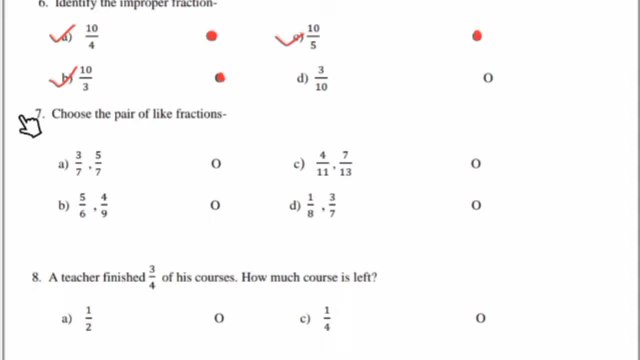 6. Identify the improper fraction-
a) 10/4 c) 10/5
b) 10/3 d) 3/10 O
7. Choose the pair of like fractions-
a) 3/7 , 5/7 O c) 4/11 , 7/13 O
b) 5/6 , 4/9 O d) 1/8 , 3/7 O
8. A teacher finished 3/4 of his courses. How much course is left?
a) 1/2 O c) 1/4 O